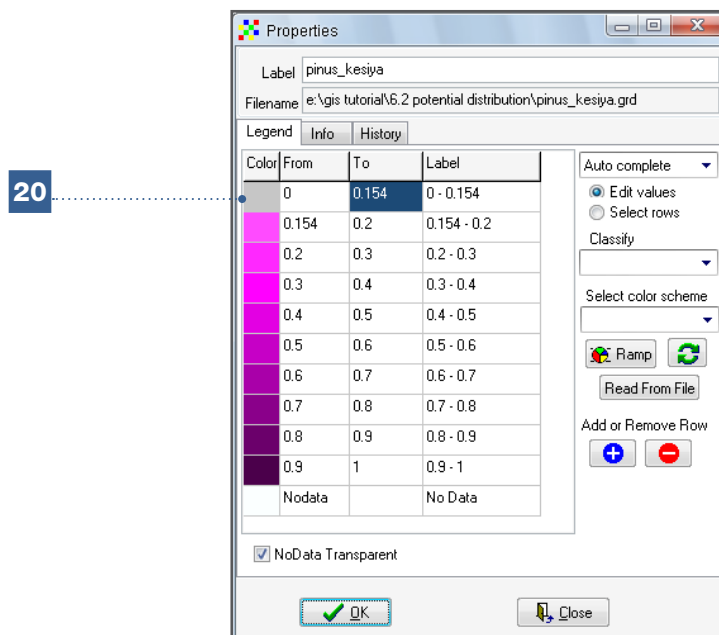 Properties
Label pinus_kesiya
Filename e:\gis tutorial\6.2 potential distribution\pinus_kesiya.grd
Legend Info History
Color From To Label
20
0 0.154 0 - 0.154
0.154 0.2 0.154 - 0.2
0.2 0.3 0.2 - 0.3
0.3 0.4 0.3 - 0.4
0.4 0.5 0.4 - 0.5
0.5 0.6 0.5 - 0.6
0.6 0.7 0.6 - 0.7
0.7 0.8 0.7 - 0.8
0.8 0.9 0.8 - 0.9
0.9 1 0.9 - 1
Nodata No Data
Auto complete
Edit values
Select rows
Classify
Select color scheme
Ramp
Read From File
Add or Remove Row
NoData Transparent
OK Close